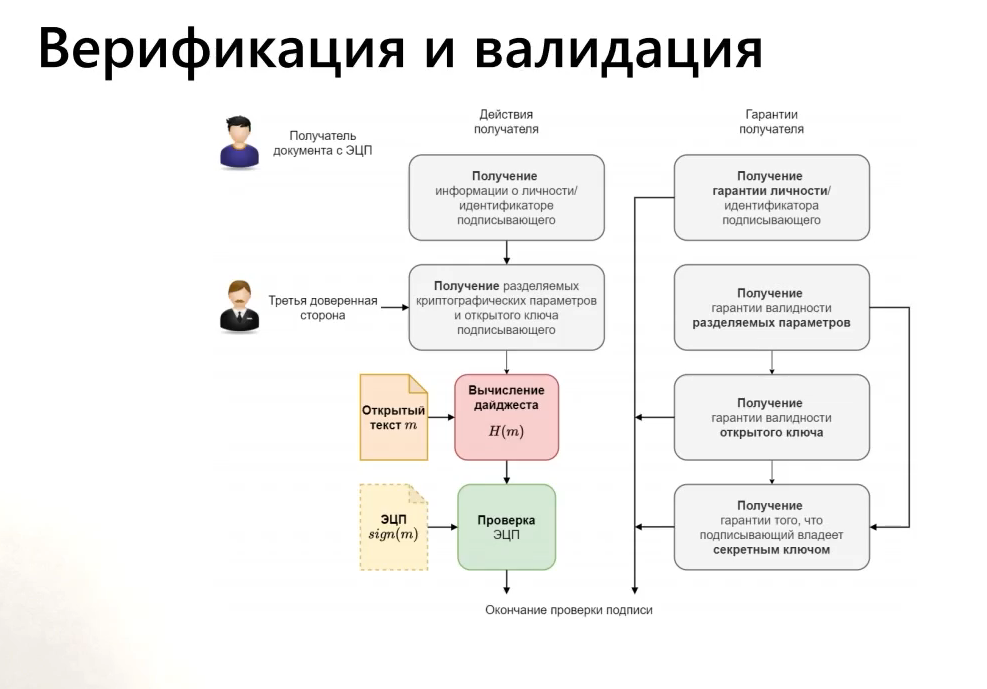 Верификация и валидация
Действия
получателя
Гарантии
получателя
Получатель
документа с ЭЦП
Получение
информации о личности/
идентификаторе
подписывающего
Получение
гарантии личности/
идентификатора
подписывающего
Третья доверенная
сторона
Получение разделяемых
криптографических параметров
и открытого ключа
подписывающего
Получение
гарантии валидности
разделяемых параметров
Открытый
текст m
Вычисление
дайджеста
H(m)
Получение
гарантии валидности
открытого ключа
ЭЦП
sign(m)
Проверка
ЭЦП
Получение
гарантии того, что
подписывающий владеет
секретным ключом
Окончание проверки подписи